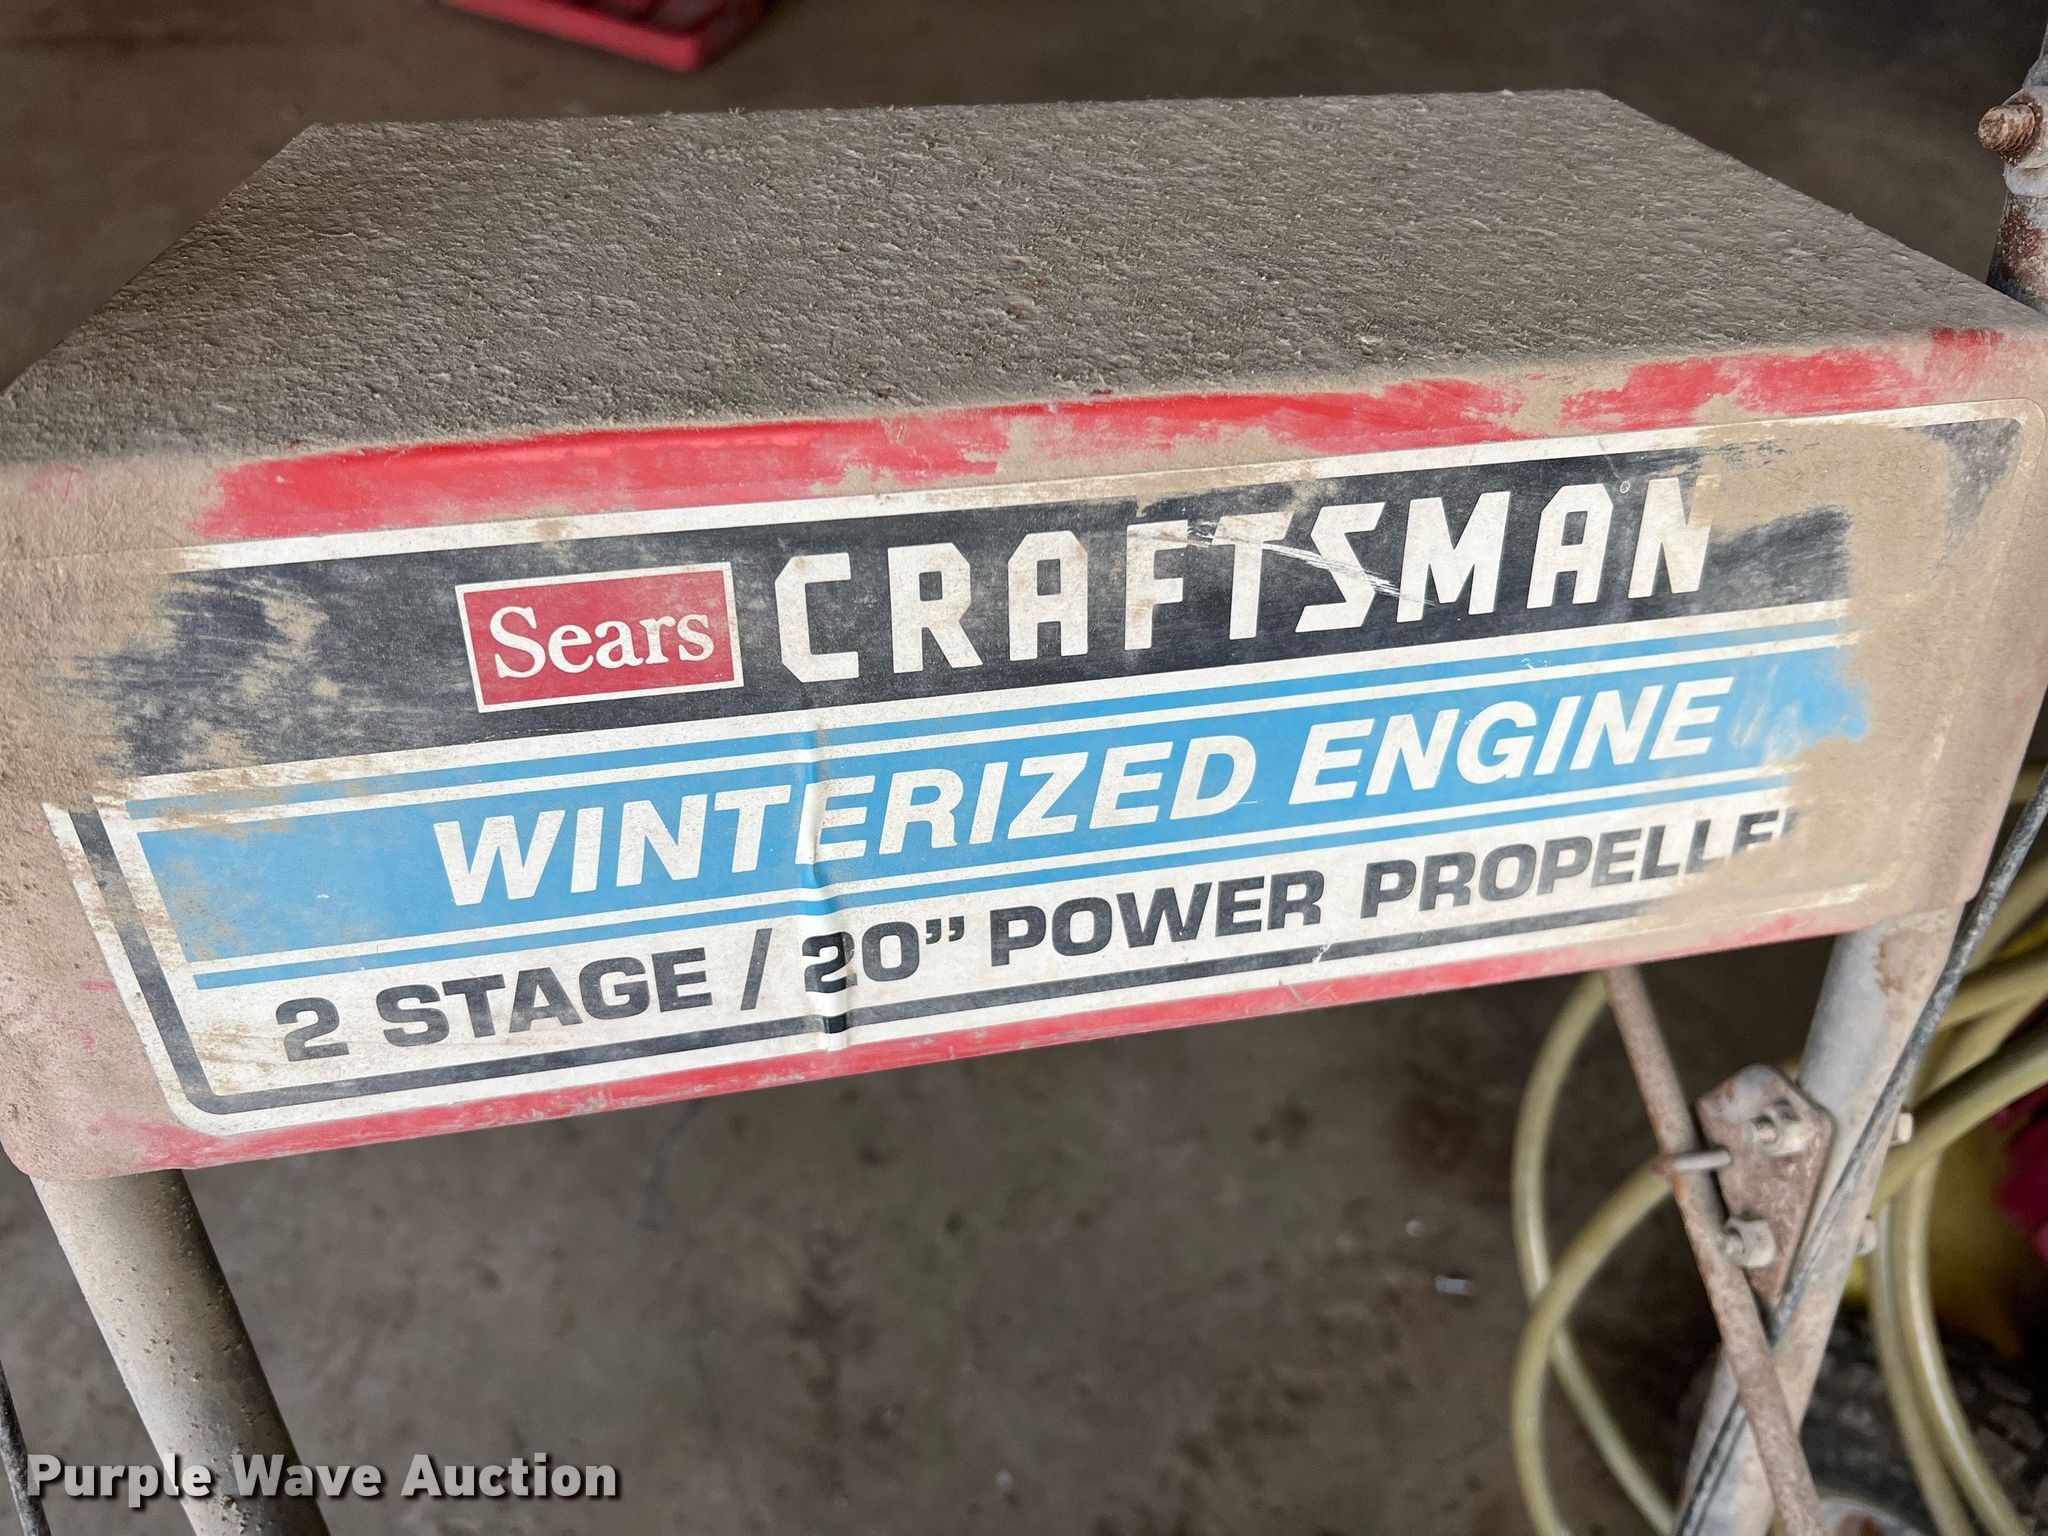 Sears CRAFTSMAN
WINTERIZED ENGINE
2 STAGE / 20" POWER PROPELLE
Purple Wave Auction